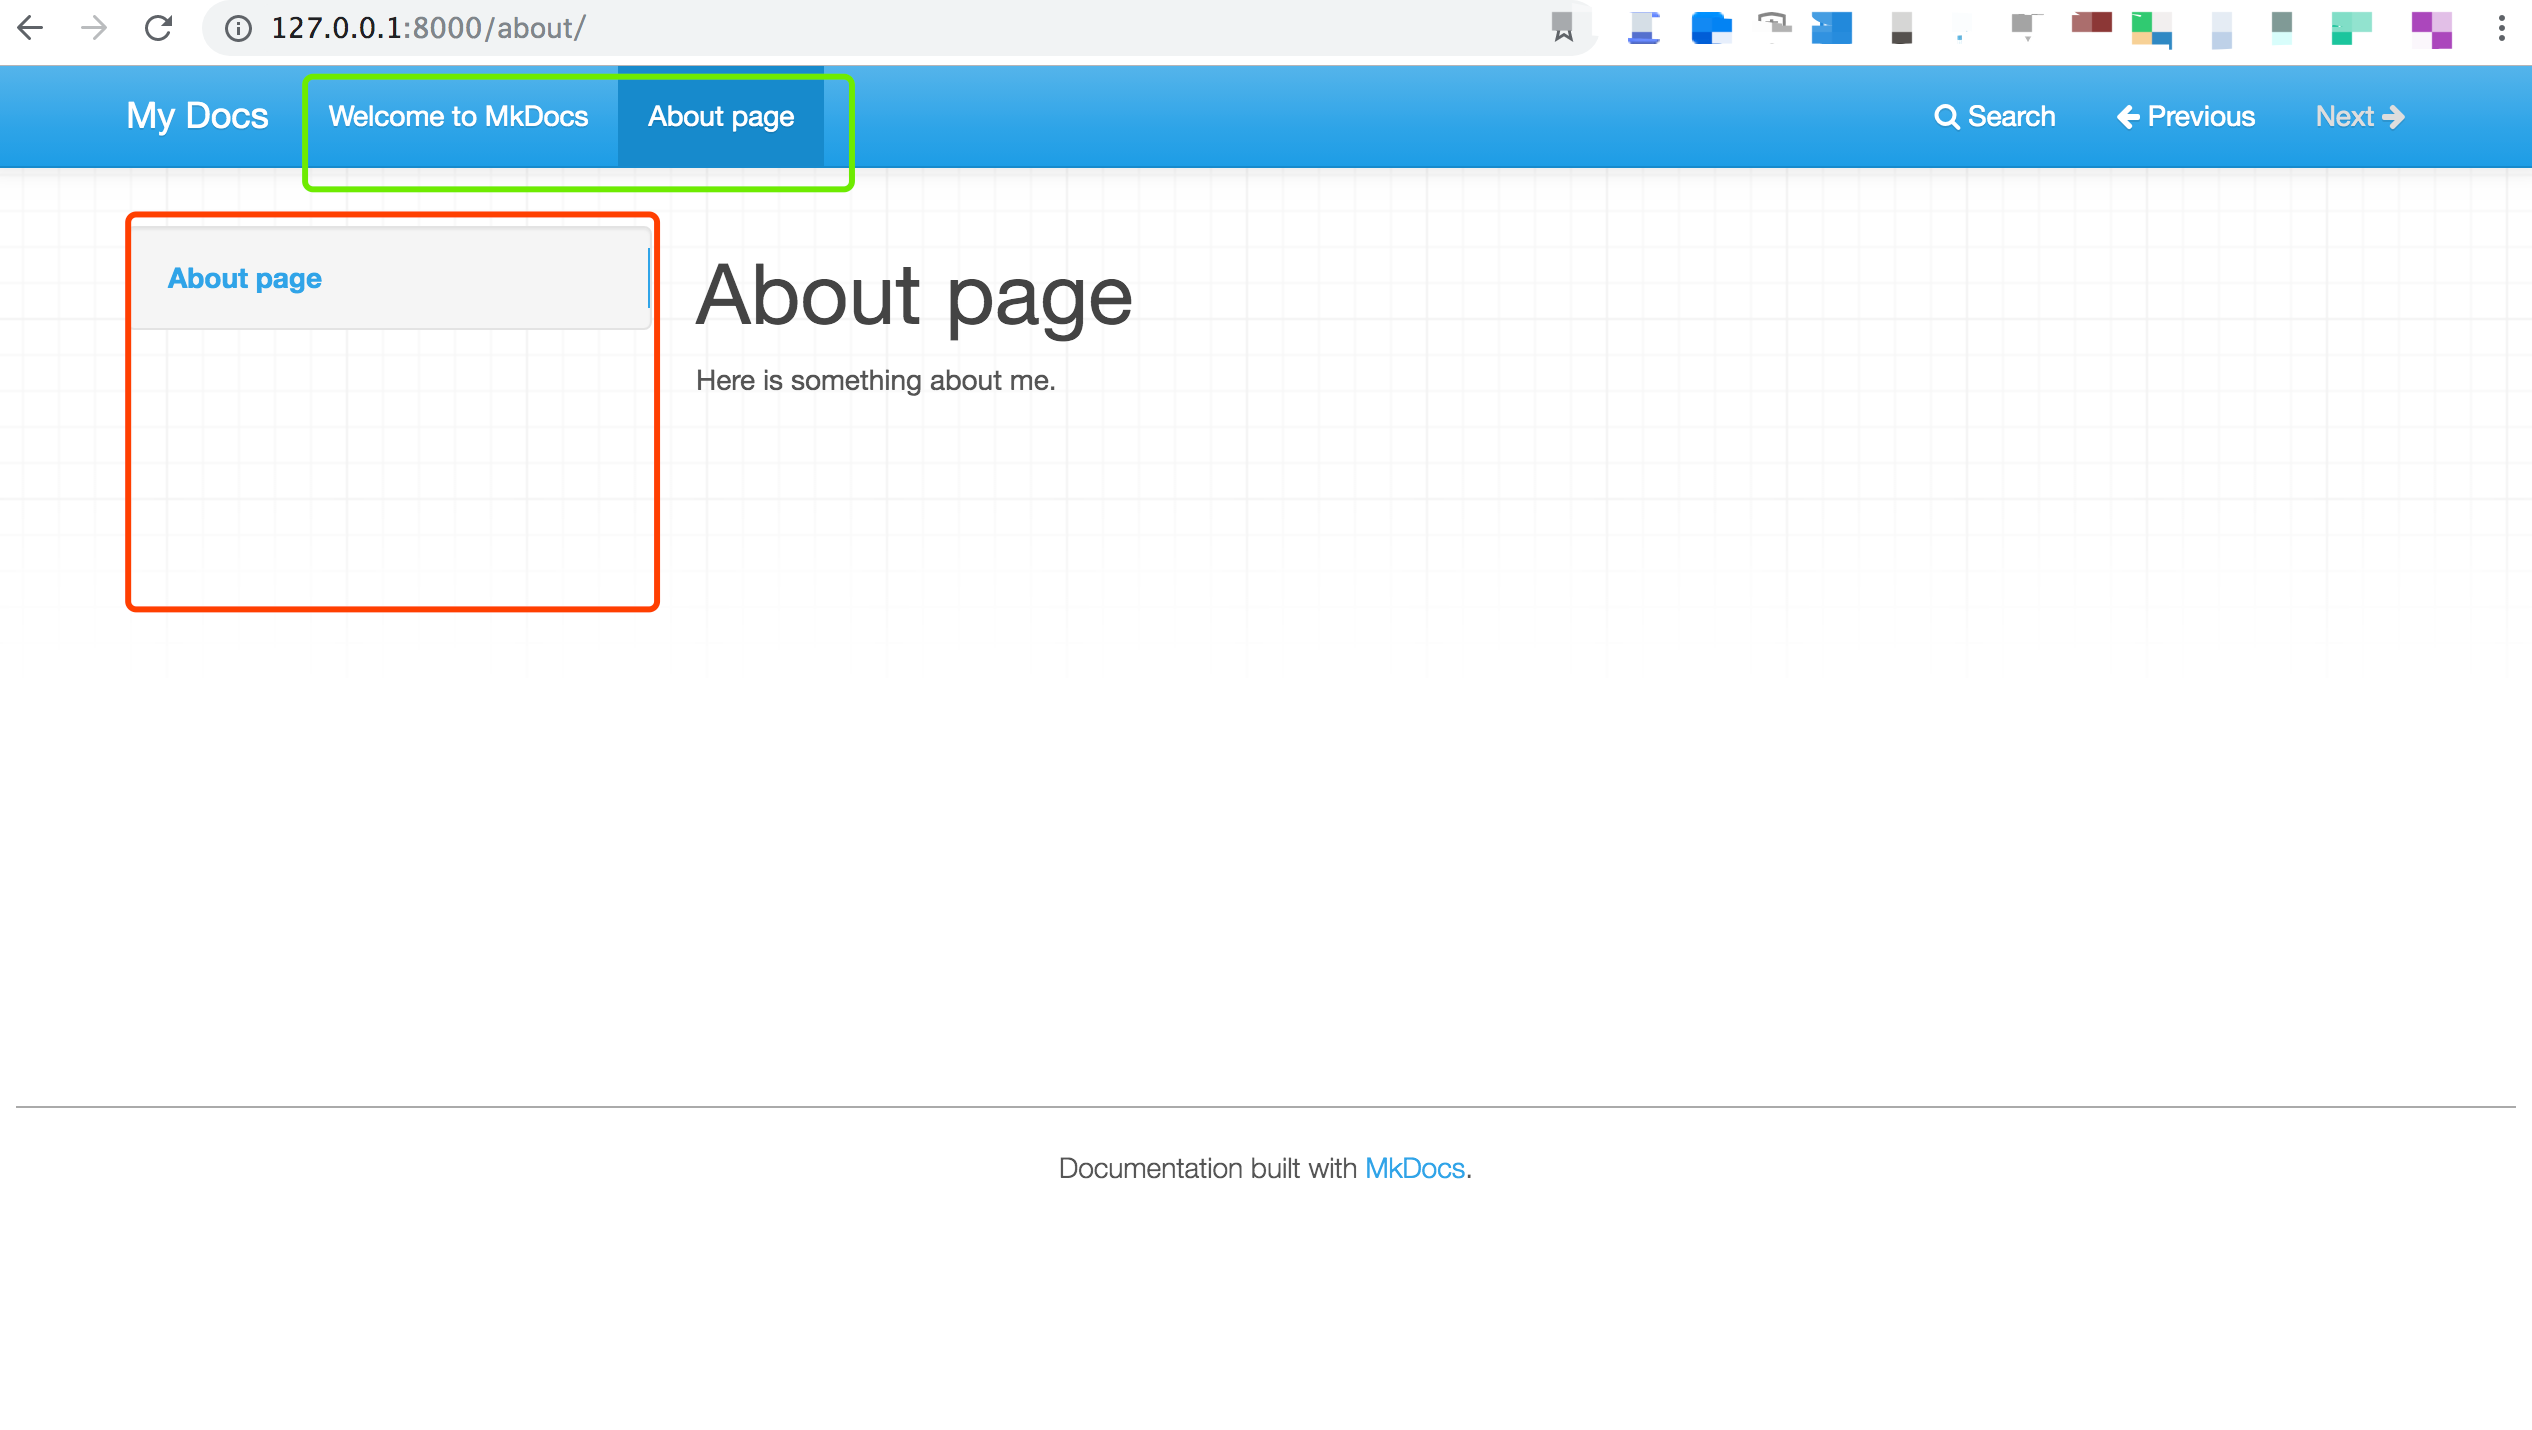 127.0.0.1:8000/about/
My Docs Welcome to MkDocs About page Search Previous Next
About page
About page
Here is something about me.
Documentation built with MkDocs.